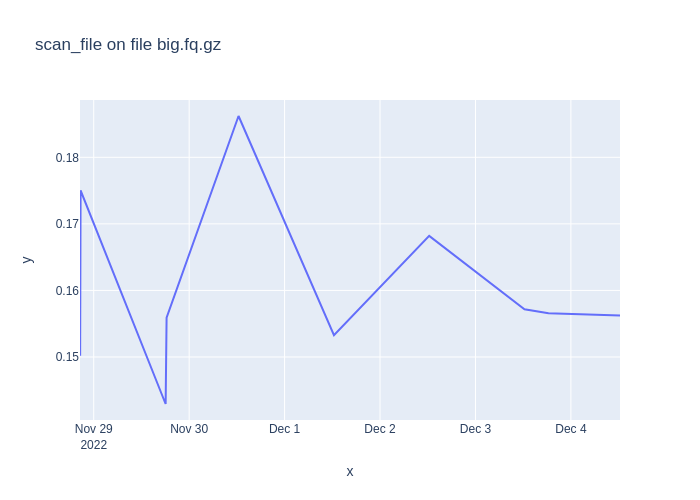 scan_file on file big.fq.gz
0.18
0.17
0.16
0.15
y
Nov 29 Nov 30 Dec 1 Dec 2 Dec 3 Dec 4
2022
x